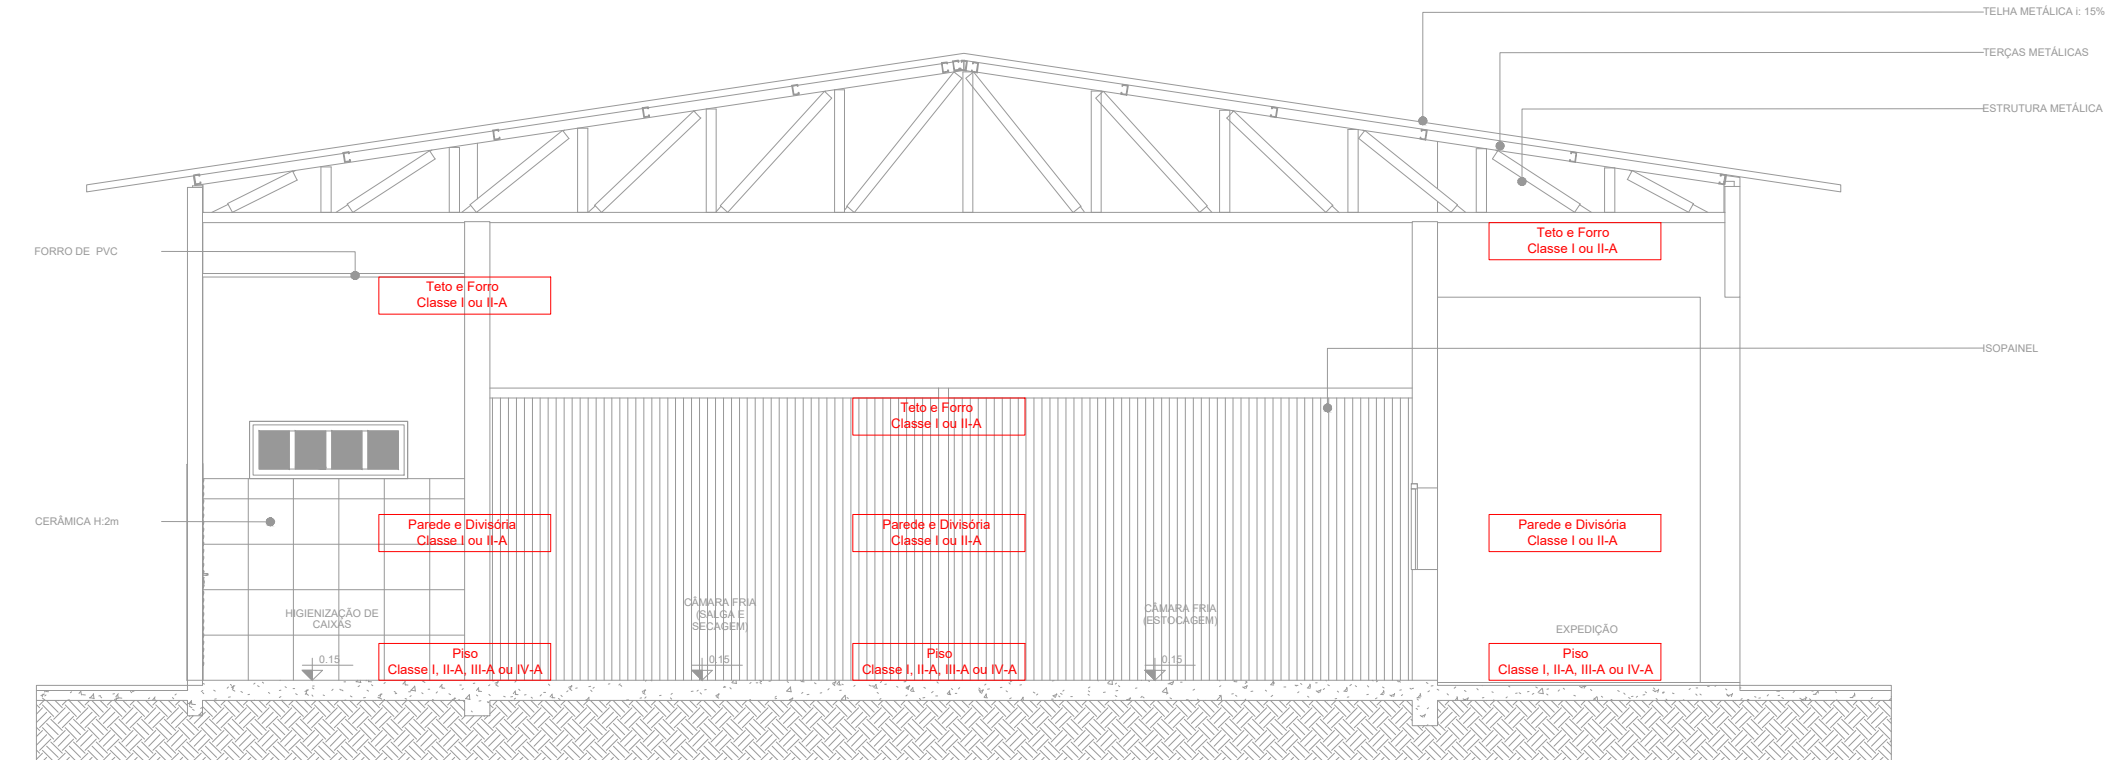 TELHA METÁLICA i: 15%
TERÇAS METÁLICAS
ESTRUTURA METÁLICA
FORRO DE PVC
Teto e Forro
Classe I ou II-A
Teto e Forro
Classe I ou II-A
ISOPAINEL
Teto e Forro
Classe I ou II-A
CERÂMICA H:2m
Parede e Divisória
Classe I ou II-A
Parede e Divisória
Classe I ou II-A
Parede e Divisória
Classe I ou II-A
HIGIENIZAÇÃO DE
CAIXAS
CÂMARA FRIA
(SALGA E
SECAGEM)
CÂMARA FRIA
(ESTOCAGEM)
EXPEDIÇÃO
0.15
Piso
Classe I, II-A, III-A ou IV-A
0.15
Piso
Classe I, II-A, III-A ou IV-A
0.15
Piso
Classe I, II-A, III-A ou IV-A